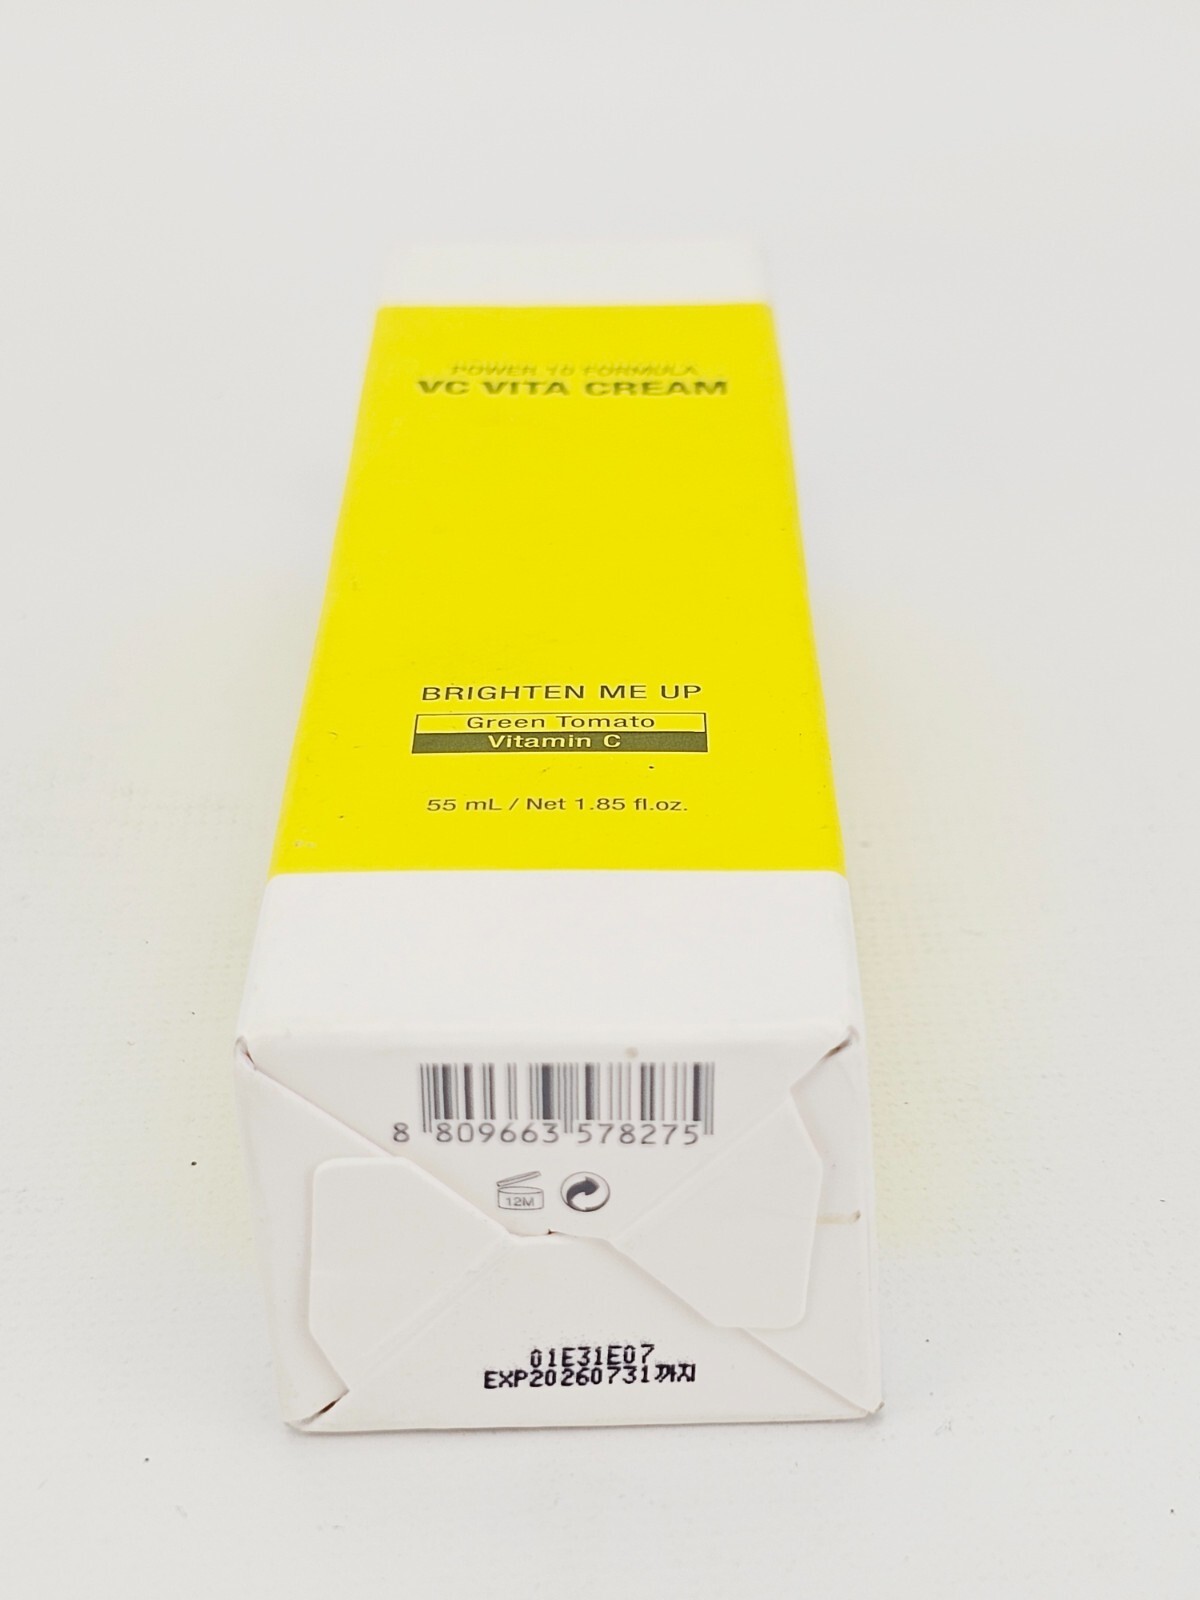 POWER 10 FORMULA
VC VITA CREAM
BRIGHTEN ME UP
Green Tomato
Vitamin C
55 mL / Net 1.85 fl.oz.
8 809663 578275
12M
01E31E07
EXP20260731까지